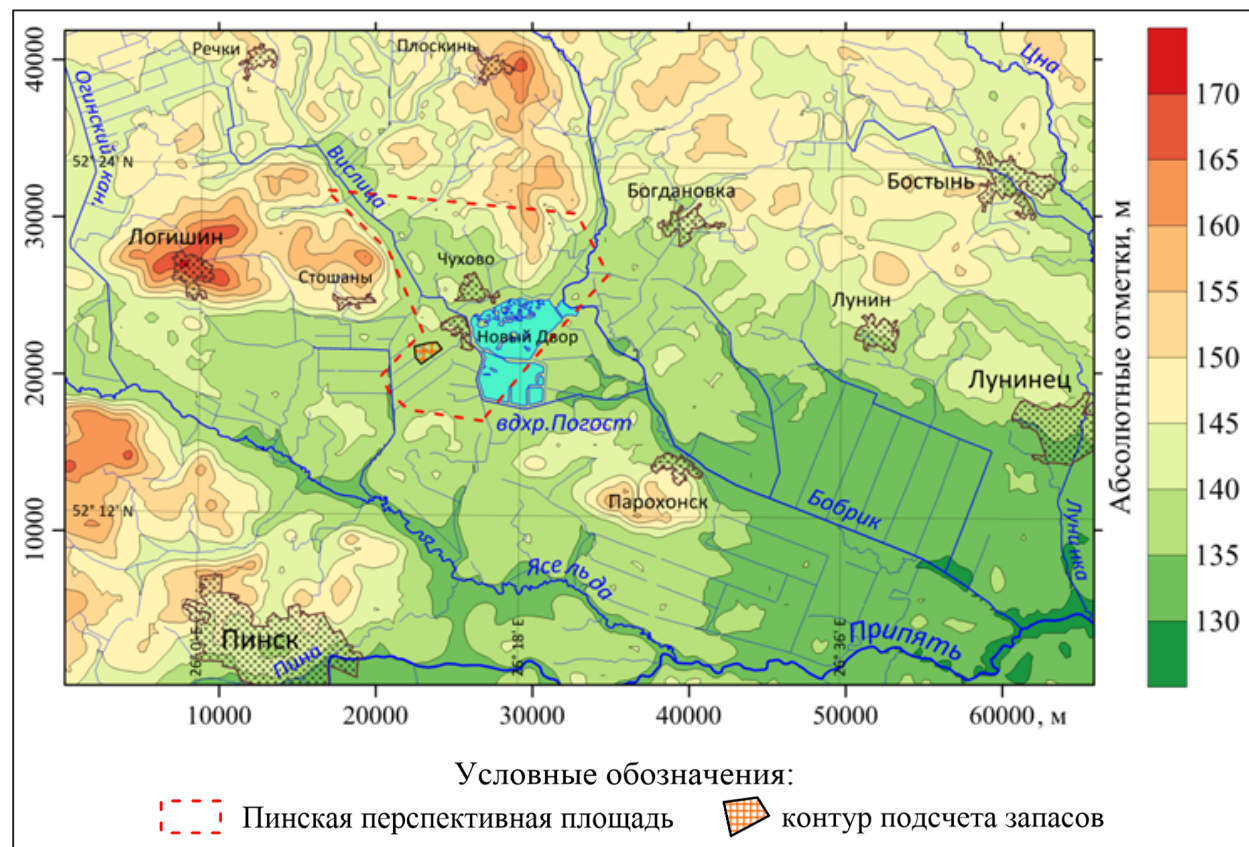 Речки
Плоскинь
Цна
Огинский кан.
52° 24' N
Вислица
Богдановка
Бостынь
Логишин
Чухово
Стошаны
Лунин
Новый Двор
Лунинец
вдхр.Погост
Парохонск
52° 12' N
Бобрик
Лунинка
Ясельда
Пинск
Пина
26° 0' E
26° 18' E
26° 36' E
Припять
40000
30000
20000
10000
10000
20000
30000
40000
50000
60000, м
170
165
160
155
150
145
140
135
130
Абсолютные отметки, м
Условные обозначения:
Пинская перспективная площадь
контур подсчета запасов